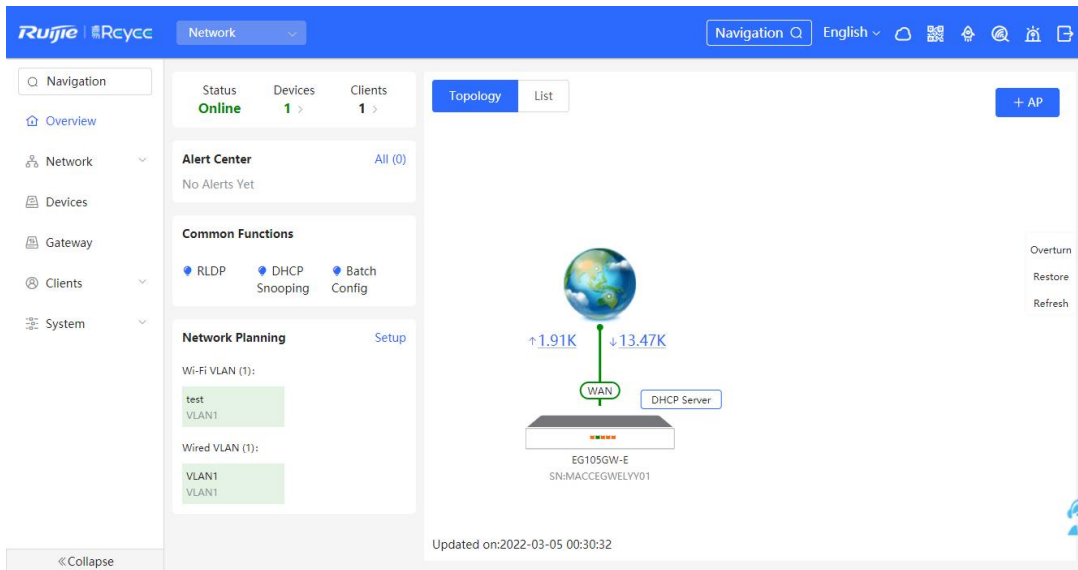 Ruijie | Reyee
Network
Navigation
English
Navigation
Overview
Network
Devices
Gateway
Clients
System
«Collapse
Status Devices Clients
Online 1 > 1 >
Alert Center All (0)
No Alerts Yet
Common Functions
RLDP DHCP Batch
Snooping Config
Network Planning Setup
Wi-Fi VLAN (1):
test
VLAN1
Wired VLAN (1):
VLAN1
VLAN1
Topology List
+ AP
Overturn
Restore
Refresh
↑1.91K ↓13.47K
WAN
DHCP Server
EG105GW-E
SN:MACCEGWELYY01
Updated on:2022-03-05 00:30:32